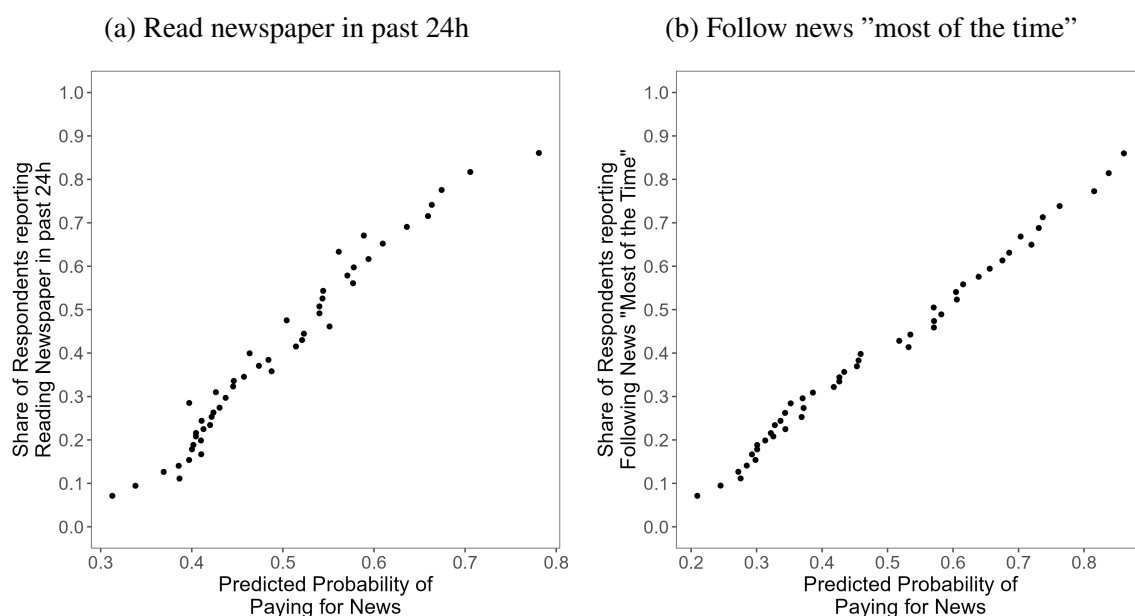 (a) Read newspaper in past 24h
Share of Respondents reporting
Reading Newspaper in past 24h
1.0
0.9
0.8
0.7
0.6
0.5
0.4
0.3
0.2
0.1
0.0
0.3 0.4 0.5 0.6 0.7 0.8
Predicted Probability of
Paying for News
(b) Follow news ”most of the time”
Share of Respondents reporting
Following News "Most of the Time"
1.0
0.9
0.8
0.7
0.6
0.5
0.4
0.3
0.2
0.1
0.0
0.2 0.3 0.4 0.5 0.6 0.7 0.8
Predicted Probability of
Paying for News